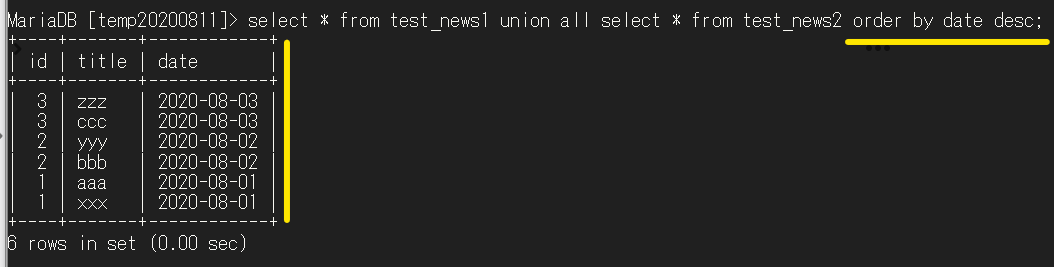 MariaDB [temp20200811]> select * from test_news1 union all select * from test_news2 order by date desc;
+----+-------+------------+
| id | title | date       |
+----+-------+------------+
|  3 | zzz   | 2020-08-03 |
|  3 | ccc   | 2020-08-03 |
|  2 | yyy   | 2020-08-02 |
|  2 | bbb   | 2020-08-02 |
|  1 | aaa   | 2020-08-01 |
|  1 | xxx   | 2020-08-01 |
+----+-------+------------+
6 rows in set (0.00 sec)